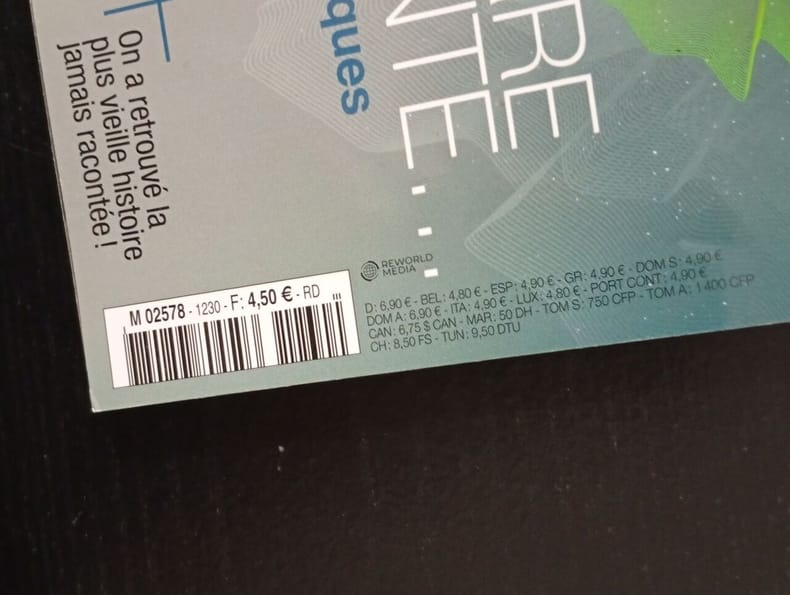 ques
IRE
NTE...
On a retrouvé la
plus vieille histoire
jamais racontée !
REWORLD
MEDIA
M 02578 - 1230 - F: 4,50 € - RD
D: 6,90 € - BEL: 4,80 € - ESP: 4,90 € - GR: 4,90 € - DOM S: 4,90 €
DOM A: 6,90 € - ITA: 4,90 € - LUX: 4,80 € - PORT CONT: 4,90 €
CAN: 6,75 $ CAN - MAR: 50 DH - TOM S: 750 CFP - TOM A: 1400 CFP
CH: 8,50 FS - TUN: 9,50 DTU